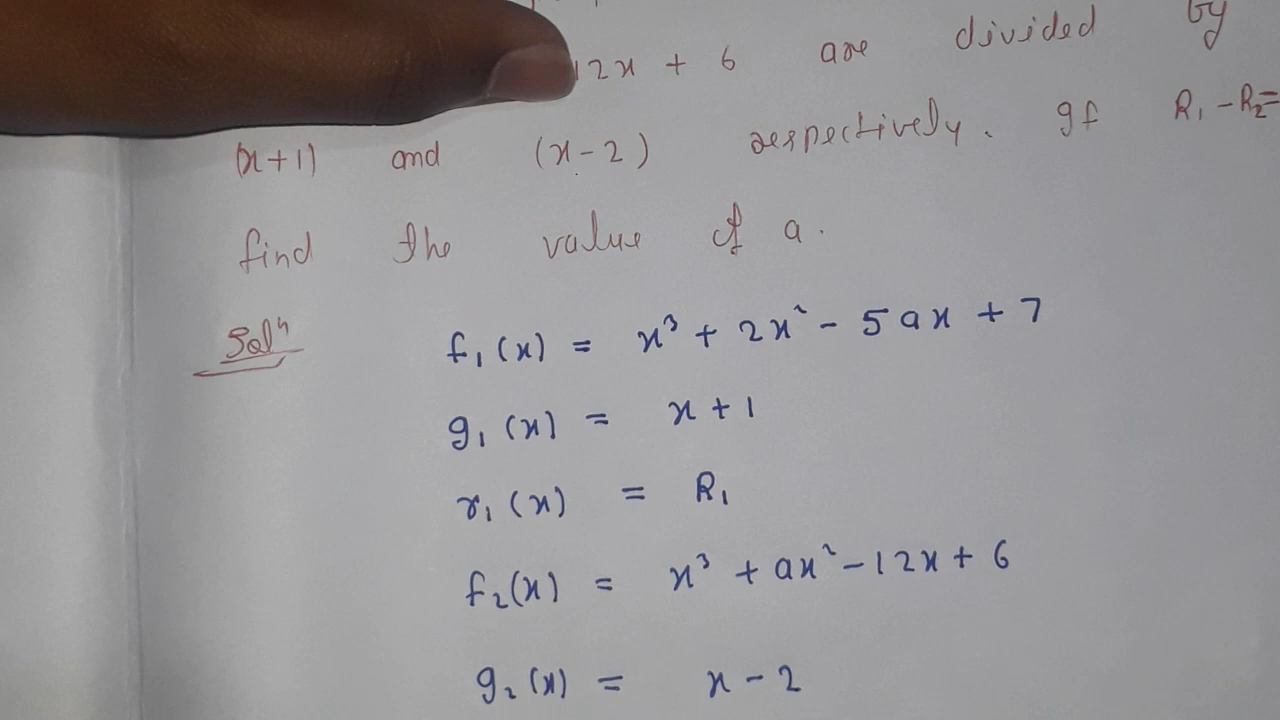 12x + 6 are divided by
(x+1) and (x-2) respectively. If R₁ - R₂ =
find the value of a.
Solⁿ
f₁(x) = x³ + 2x² - 5ax + 7
g₁(x) = x + 1
r₁(x) = R₁
f₂(x) = x³ + ax² - 12x + 6
g₂(x) = x - 2